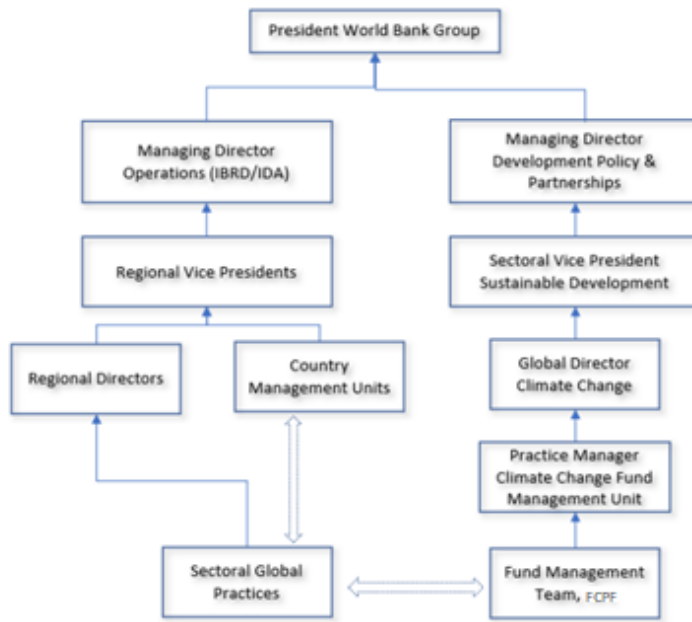 President World Bank Group
Managing Director
Operations (IBRD/IDA)
Managing Director
Development Policy &
Partnerships
Regional Vice Presidents
Sectoral Vice President
Sustainable Development
Regional Directors
Country
Management Units
Global Director
Climate Change
Practice Manager
Climate Change Fund
Management Unit
Sectoral Global
Practices
Fund Management
Team, FCPF